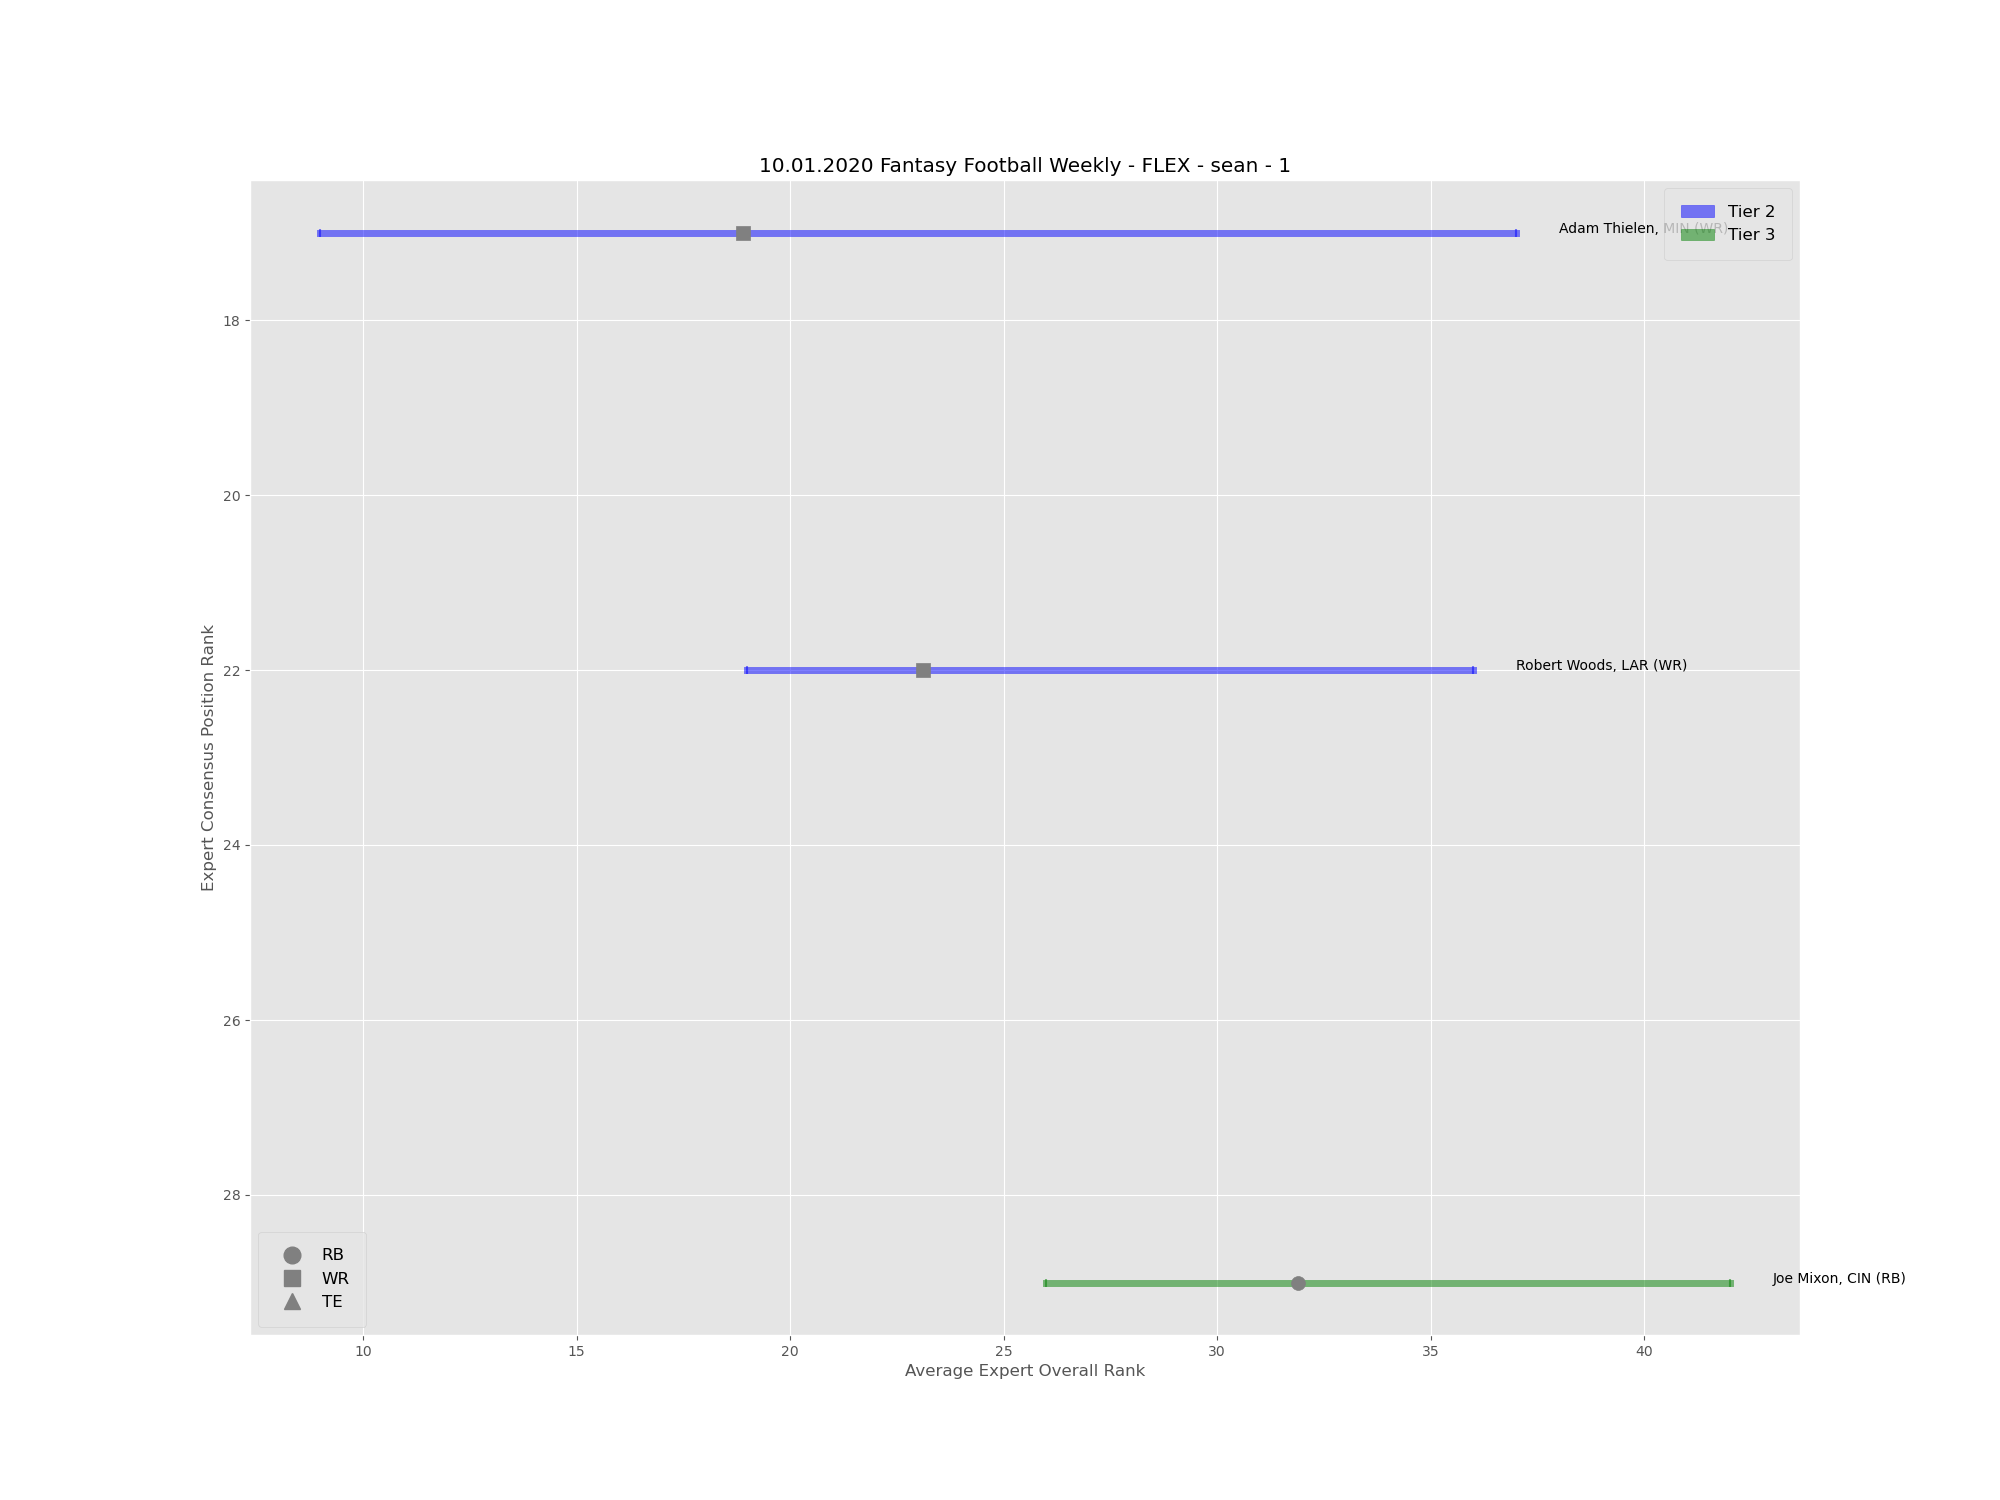 10.01.2020 Fantasy Football Weekly - FLEX - sean - 1
Tier 2
Tier 3
Adam Thielen, MIN (WR)
18
20
Robert Woods, LAR (WR)
22
24
26
28
Expert Consensus Position Rank
RB
WR
TE
Joe Mixon, CIN (RB)
10 15 20 25 30 35 40
Average Expert Overall Rank